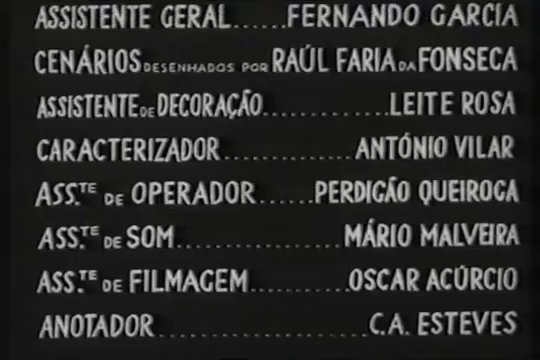 ASSISTENTE GERAL......FERNANDO GARCIA
CENÁRIOS DESENHADOS POR RAÚL FARIA DA FONSECA
ASSISTENTE DE DECORAÇÃO............LEITE ROSA
CARACTERIZADOR.............ANTÓNIO VILAR
ASS.TE DE OPERADOR......PERDIGÃO QUEIROGA
ASS.TE DE SOM................MÁRIO MALVEIRA
ASS.TE DE FILMAGEM..........OSCAR ACÚRCIO
ANOTADOR....................C.A. ESTEVES